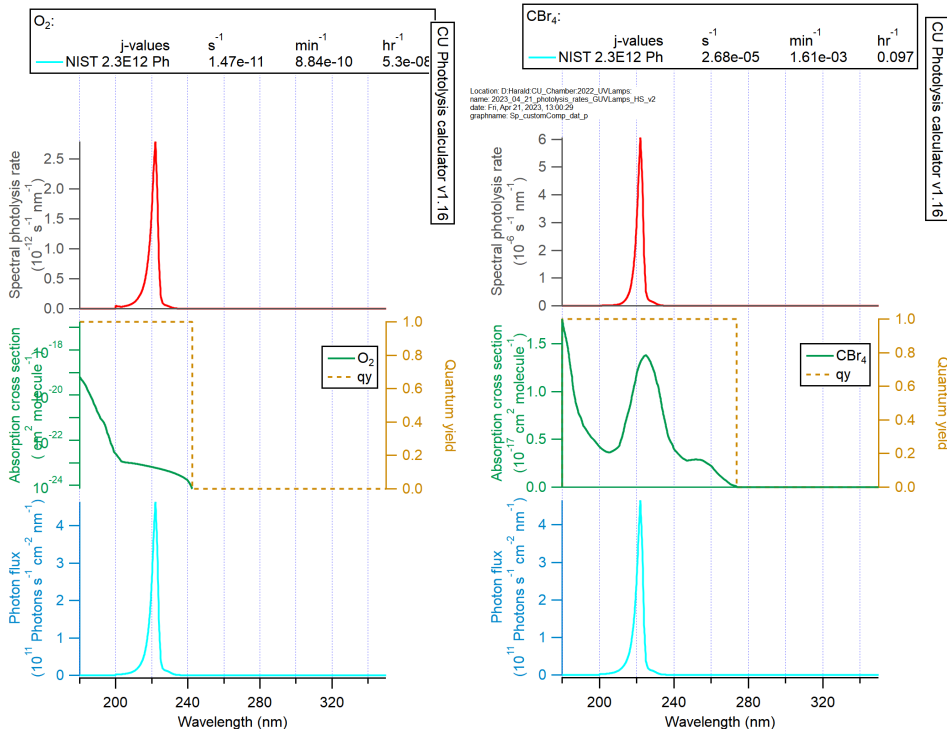 O₂:
j-values s⁻¹ min⁻¹ hr⁻¹
NIST 2.3E12 Ph 1.47e-11 8.84e-10 5.3e-08
CU Photolysis calculator v1.16
Spectral photolysis rate
(10⁻¹² s⁻¹ nm⁻¹)
2.5
2.0
1.5
1.0
0.5
0.0
Absorption cross section
(cm² molecule⁻¹)
10⁻¹⁸
10⁻²⁰
10⁻²²
10⁻²⁴
O₂
qy
1.0
0.8
0.6
0.4
0.2
0.0
Quantum yield
Photon flux
(10¹¹ Photons s⁻¹ cm⁻² nm⁻¹)
4
3
2
1
0
200 240 280 320
Wavelength (nm)
CBr₄:
j-values s⁻¹ min⁻¹ hr⁻¹
NIST 2.3E12 Ph 2.68e-05 1.61e-03 0.097
CU Photolysis calculator v1.16
Location: D:Harald:CU_Chamber:2022_UVLamps:
name: 2023_04_21_photolysis_rates_GUVLamps_HS_v2
date: Fri, Apr 21, 2023, 13:00:29
graphname: Sp_customComp_dat_p
Spectral photolysis rate
(10⁻⁶ s⁻¹ nm⁻¹)
6
5
4
3
2
1
0
Absorption cross section
(10⁻¹⁷ cm² molecule⁻¹)
1.5
1.0
0.5
0.0
CBr₄
qy
1.0
0.8
0.6
0.4
0.2
0.0
Quantum yield
Photon flux
(10¹¹ Photons s⁻¹ cm⁻² nm⁻¹)
4
3
2
1
0
200 240 280 320
Wavelength (nm)